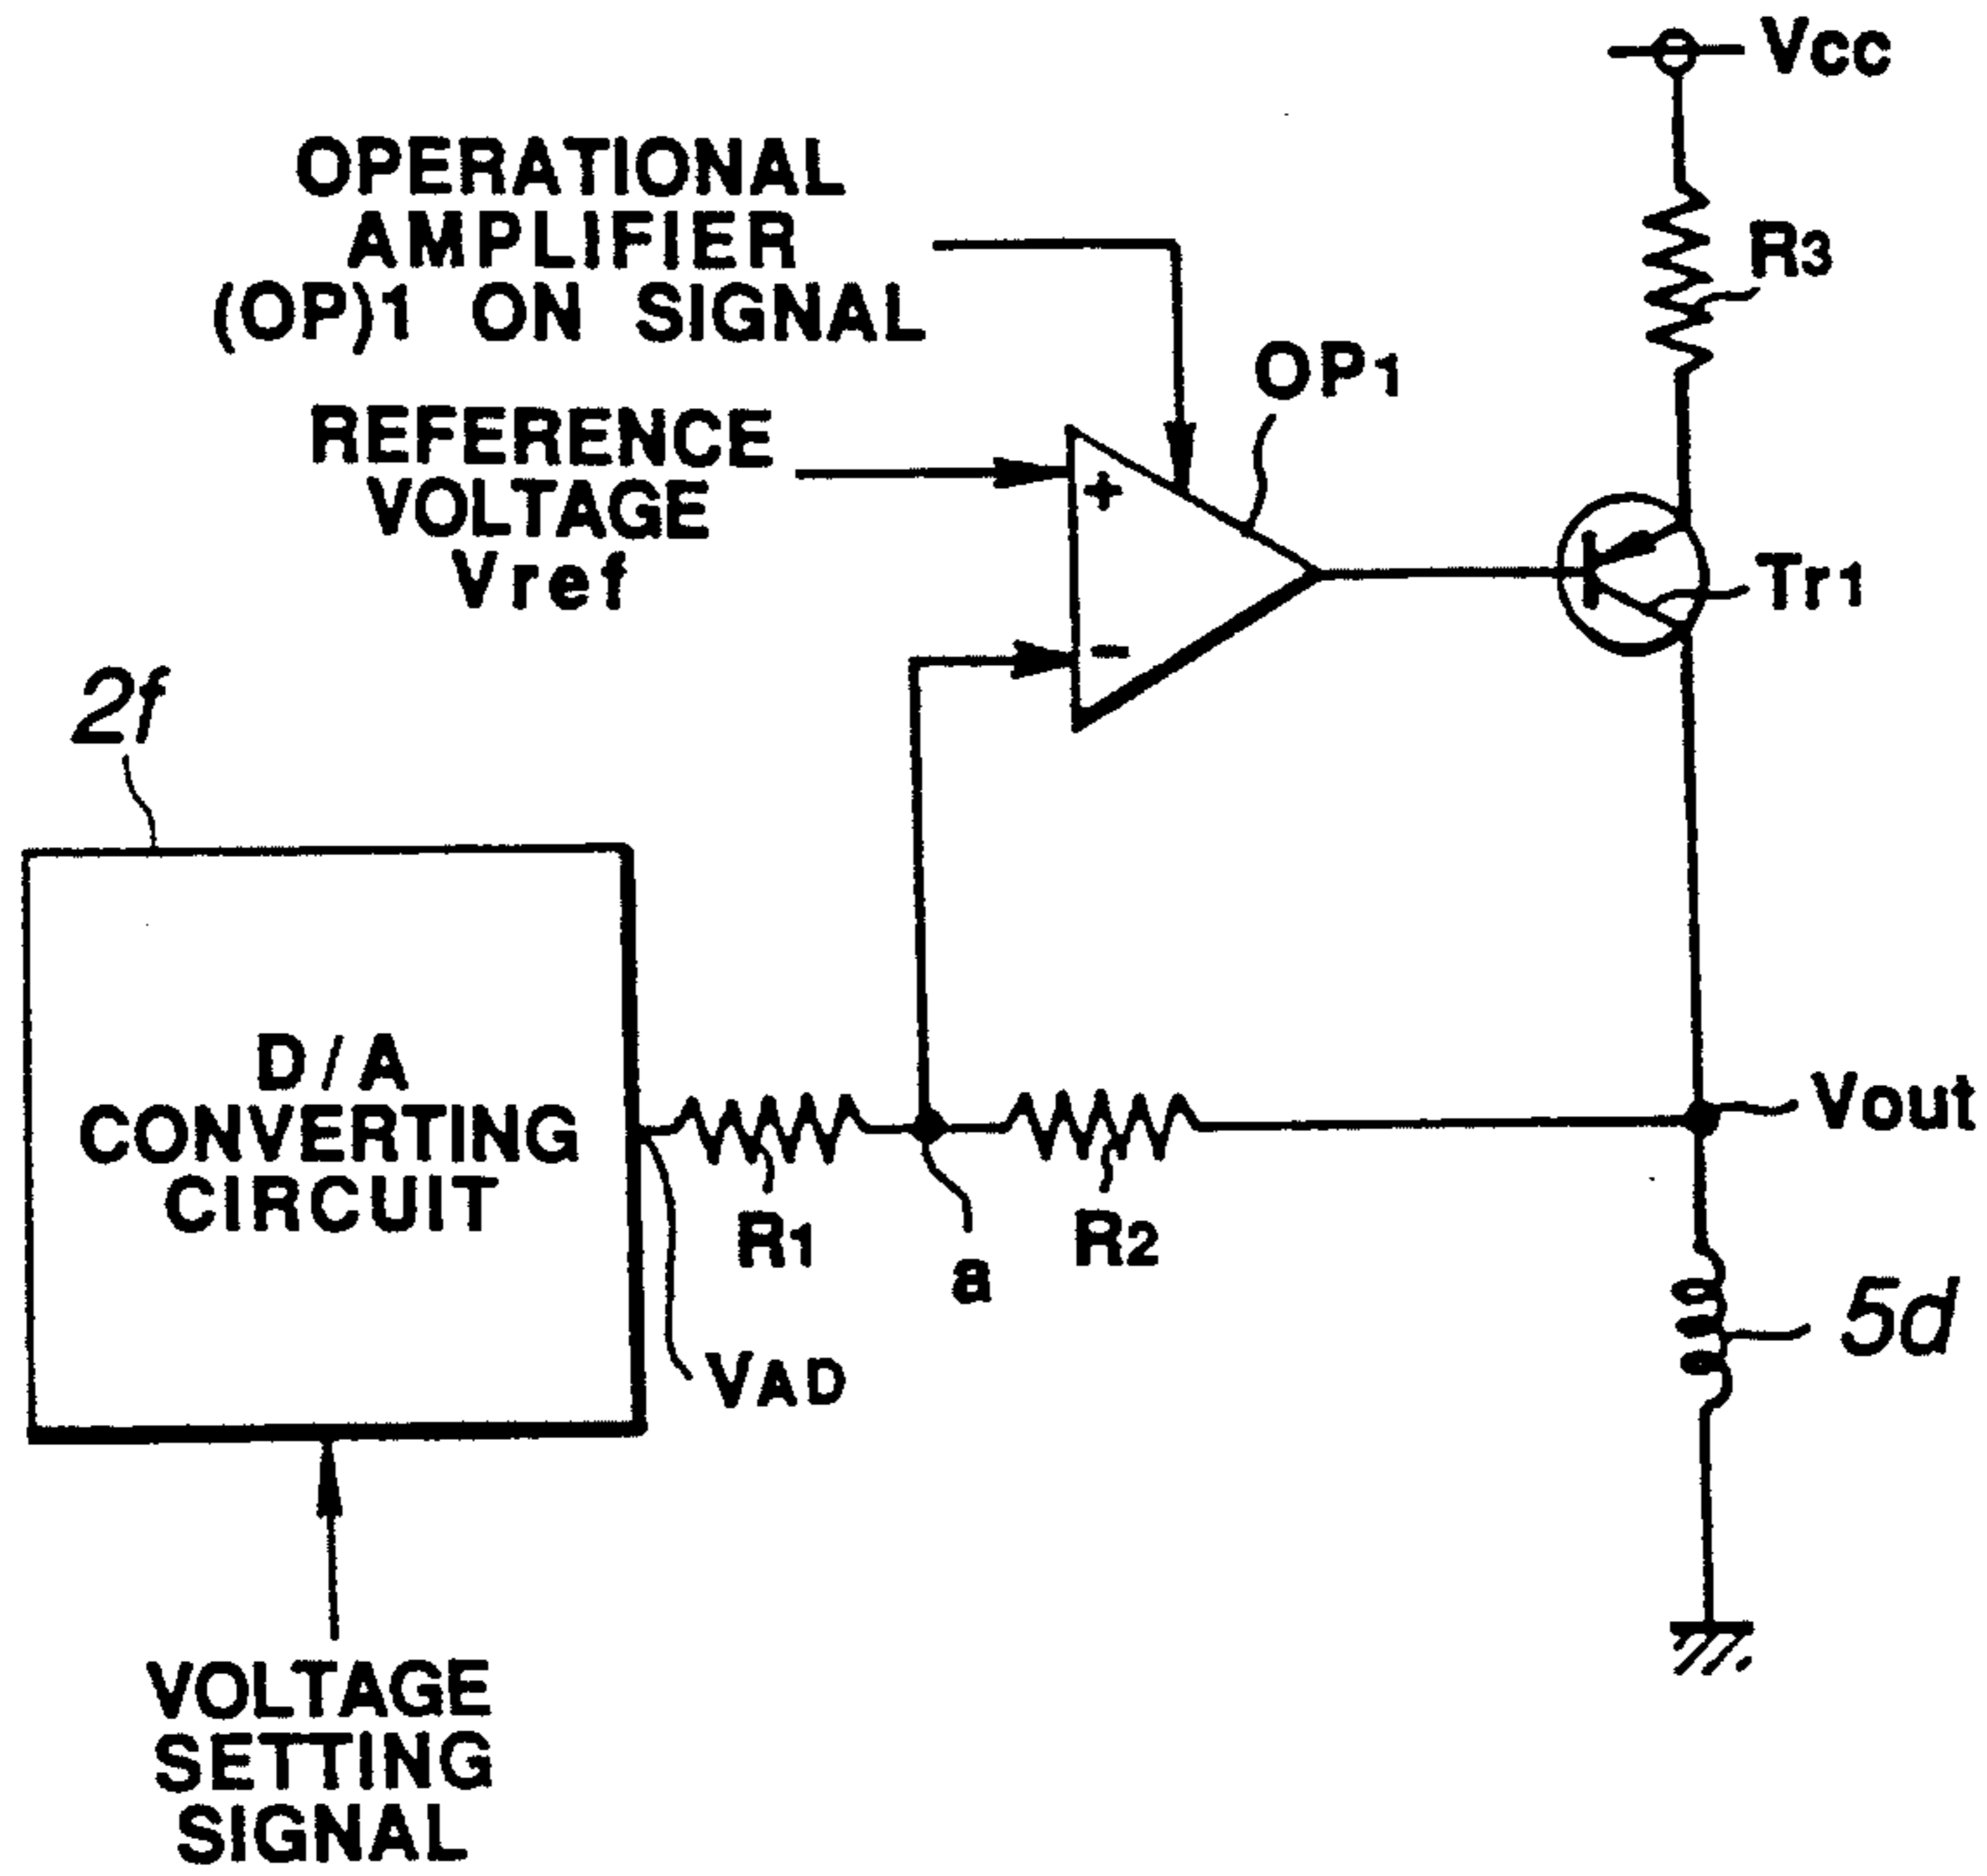 Vcc
OPERATIONAL
AMPLIFIER
(OP)1 ON SIGNAL
R3
OP1
REFERENCE
VOLTAGE
Vref
+
-
Tr1
2f
D/A
CONVERTING
CIRCUIT
Vout
R1
a
R2
VAD
5d
VOLTAGE
SETTING
SIGNAL